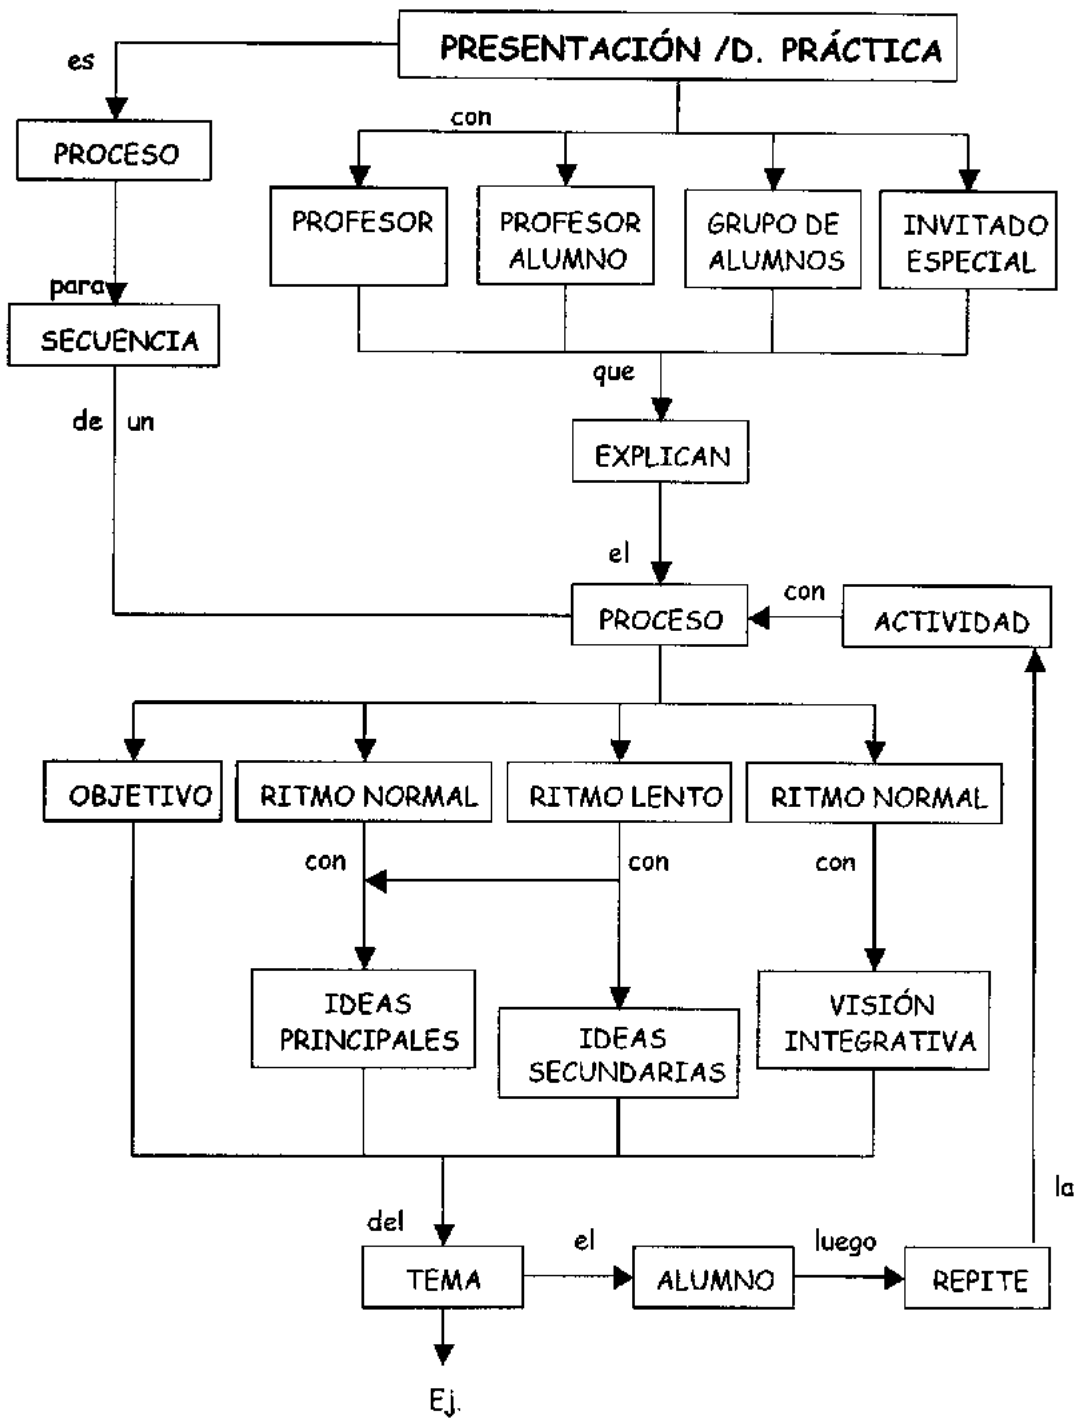 PRESENTACIÓN /D. PRÁCTICA
es
con
PROCESO
PROFESOR
PROFESOR
ALUMNO
GRUPO DE
ALUMNOS
INVITADO
ESPECIAL
para
SECUENCIA
que
de un
EXPLICAN
el
PROCESO
con
ACTIVIDAD
OBJETIVO
RITMO NORMAL
RITMO LENTO
RITMO NORMAL
con
con
con
IDEAS
PRINCIPALES
IDEAS
SECUNDARIAS
VISIÓN
INTEGRATIVA
la
del
el
luego
TEMA
ALUMNO
REPITE
Ej.